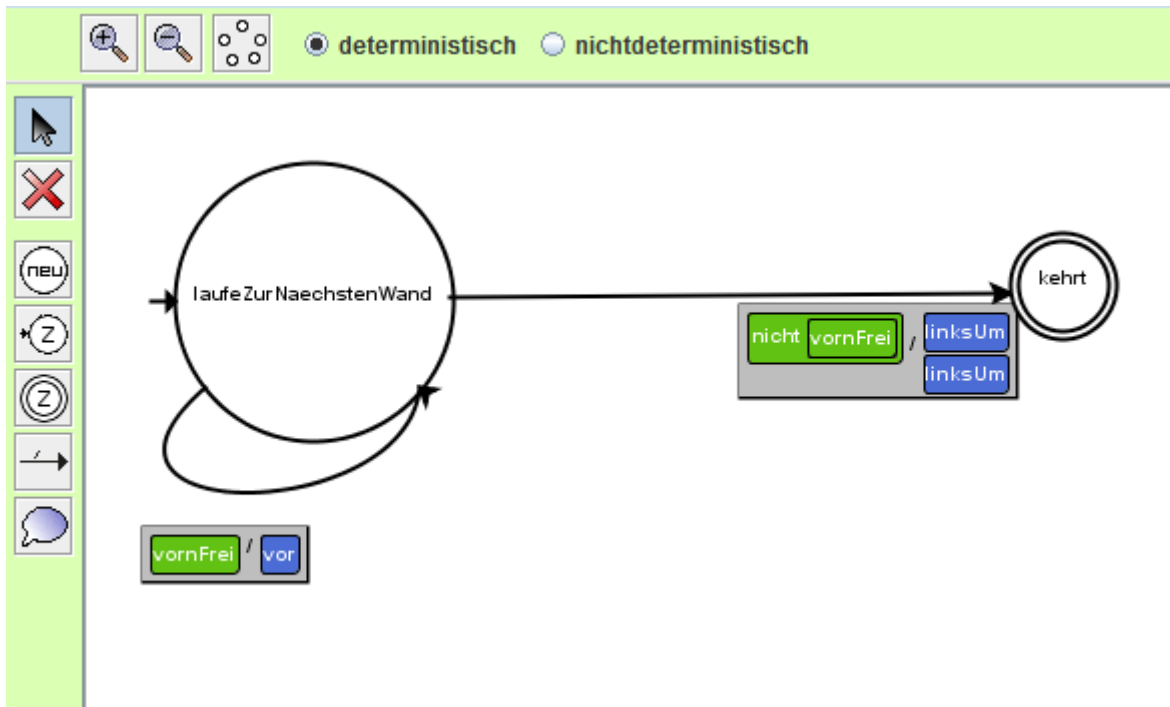 deterministisch nichtdeterministisch
neu
Z
Z
laufeZurNaechstenWand
kehrt
nicht vornFrei / linksUm
linksUm
vornFrei / vor